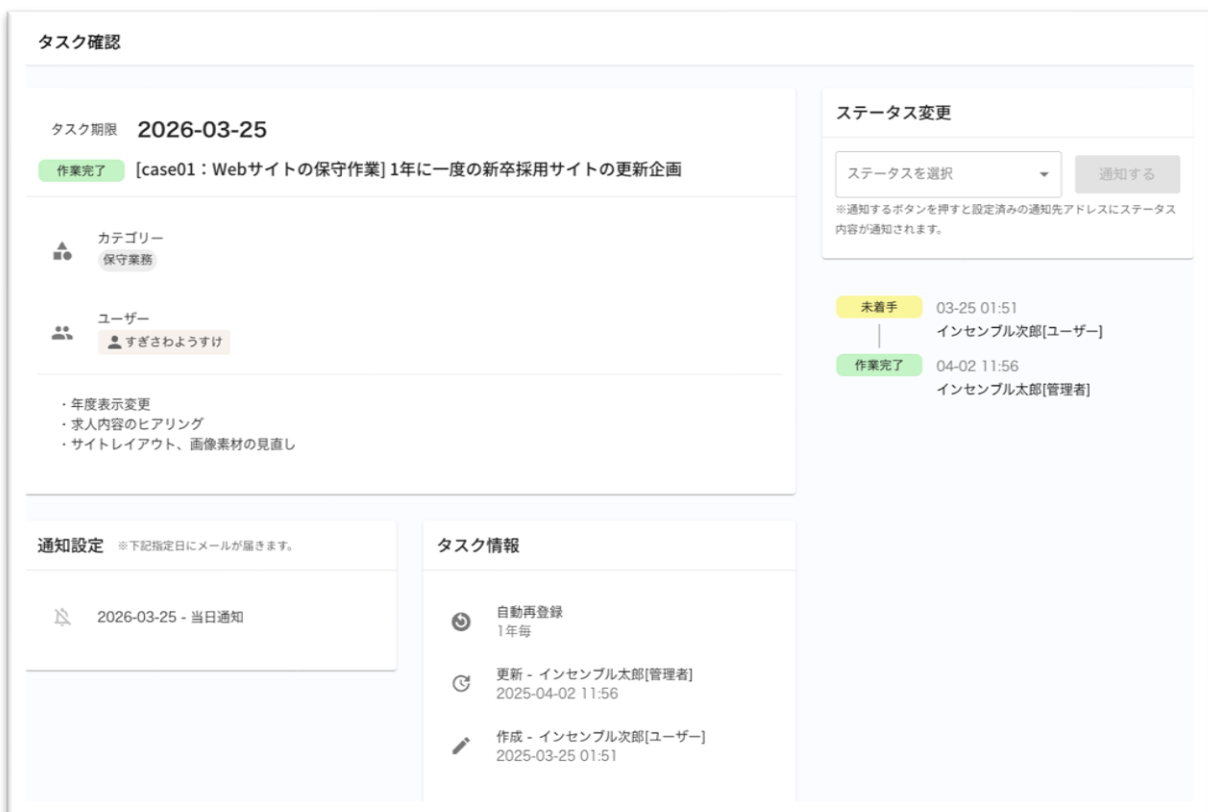 タスク確認
タスク期限 2026-03-25
作業完了 [case01：Webサイトの保守作業] 1年に一度の新卒採用サイトの更新企画
カテゴリー
保守業務
ユーザー
すぎさわようすけ
・年度表示変更
・求人内容のヒアリング
・サイトレイアウト、画像素材の見直し
ステータス変更
ステータスを選択 通知する
※通知するボタンを押すと設定済みの通知先アドレスにステータス
内容が通知されます。
未着手 03-25 01:51
インセンブル次郎[ユーザー]
作業完了 04-02 11:56
インセンブル太郎[管理者]
通知設定 ※下記指定日にメールが届きます。
2026-03-25 - 当日通知
タスク情報
自動再登録
1年毎
更新 - インセンブル太郎[管理者]
2025-04-02 11:56
作成 - インセンブル次郎[ユーザー]
2025-03-25 01:51